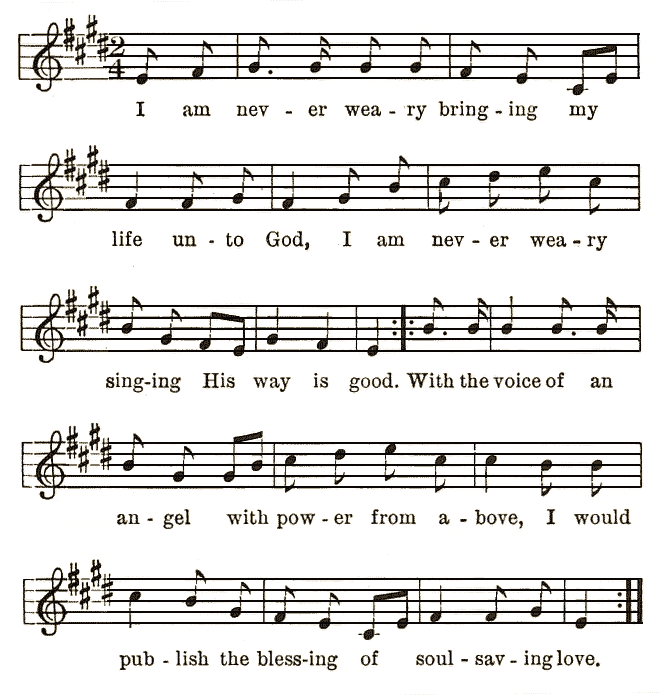 2
4
I am nev - er wea - ry bring - ing my
life un - to God, I am nev - er wea - ry
sing-ing His way is good. With the voice of an
an - gel with pow - er from a - bove, I would
pub - lish the bless-ing of soul - sav - ing love.